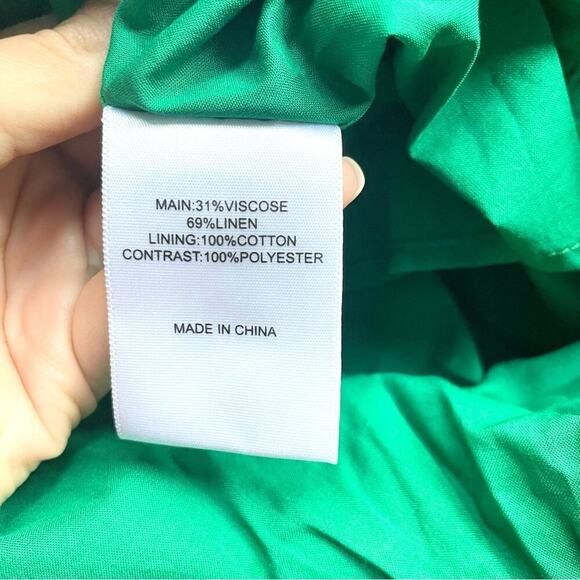 MAIN:31%VISCOSE
69%LINEN
LINING:100%COTTON
CONTRAST:100%POLYESTER
MADE IN CHINA